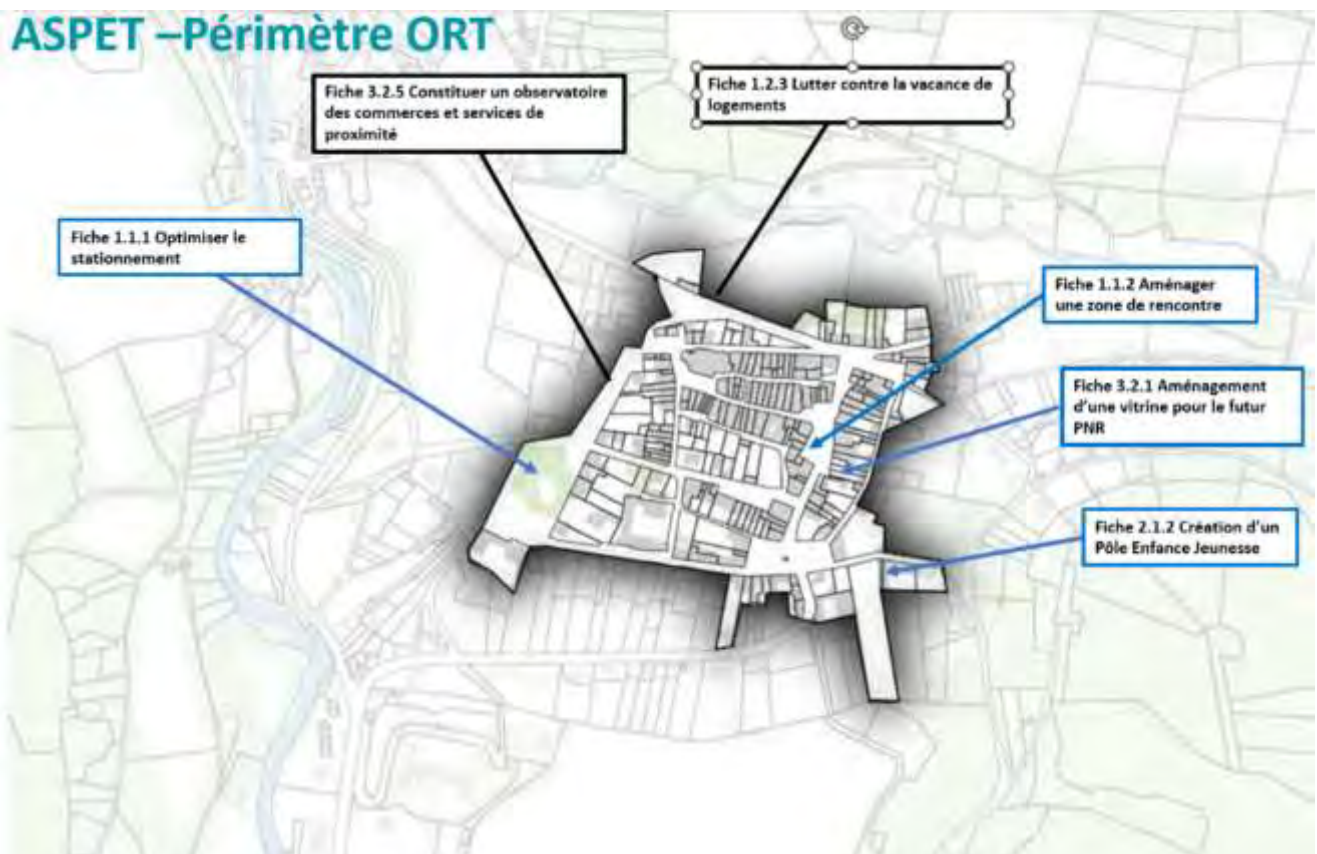 ASPET –Périmètre ORT
Fiche 3.2.5 Constituer un observatoire
des commerces et services de
proximité
Fiche 1.2.3 Lutter contre la vacance de
logements
Fiche 1.1.1 Optimiser le
stationnement
Fiche 1.1.2 Aménager
une zone de rencontre
Fiche 3.2.1 Aménagement
d'une vitrine pour le futur
PNR
Fiche 2.1.2 Création d'un
Pôle Enfance Jeunesse